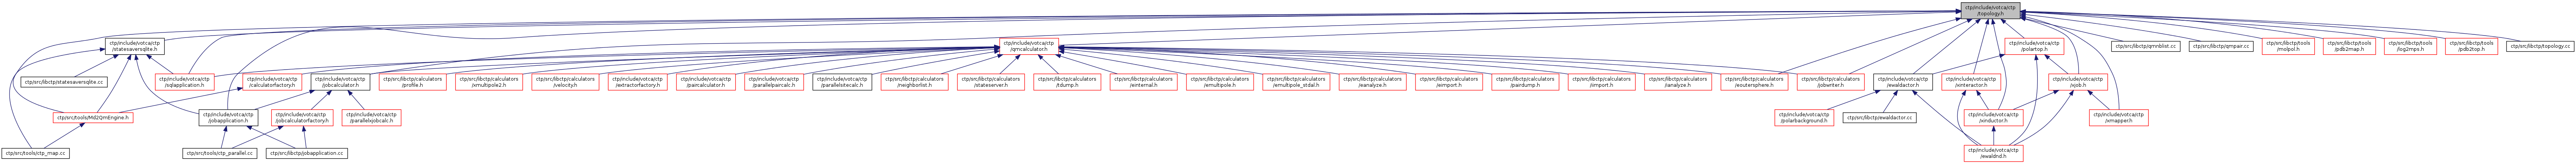 ctp/include/votca/ctp
/topology.h
ctp/include/votca/ctp
/statesaversqlite.h
ctp/include/votca/ctp
/qmcalculator.h
ctp/include/votca/ctp
/polartop.h
ctp/src/libctp/qmnblist.cc
ctp/src/libctp/qmpair.cc
ctp/src/libctp/tools
/molpol.h
ctp/src/libctp/tools
/pdb2map.h
ctp/src/libctp/tools
/log2mps.h
ctp/src/libctp/tools
/pdb2top.h
ctp/src/libctp/topology.cc
ctp/src/libctp/statesaversqlite.cc
ctp/include/votca/ctp
/sqlapplication.h
ctp/include/votca/ctp
/calculatorfactory.h
ctp/include/votca/ctp
/jobcalculator.h
ctp/src/libctp/calculators
/profile.h
ctp/src/libctp/calculators
/xmultipole2.h
ctp/src/libctp/calculators
/velocity.h
ctp/include/votca/ctp
/extractorfactory.h
ctp/include/votca/ctp
/paircalculator.h
ctp/include/votca/ctp
/parallelpaircalc.h
ctp/include/votca/ctp
/parallelsitecalc.h
ctp/src/libctp/calculators
/neighborlist.h
ctp/src/libctp/calculators
/stateserver.h
ctp/src/libctp/calculators
/tdump.h
ctp/src/libctp/calculators
/einternal.h
ctp/src/libctp/calculators
/emultipole.h
ctp/src/libctp/calculators
/emultipole_stdal.h
ctp/src/libctp/calculators
/eanalyze.h
ctp/src/libctp/calculators
/eimport.h
ctp/src/libctp/calculators
/pairdump.h
ctp/src/libctp/calculators
/iimport.h
ctp/src/libctp/calculators
/ianalyze.h
ctp/src/libctp/calculators
/eoutersphere.h
ctp/src/libctp/calculators
/jobwriter.h
ctp/include/votca/ctp
/ewaldactor.h
ctp/include/votca/ctp
/xinteractor.h
ctp/include/votca/ctp
/xjob.h
ctp/src/tools/Md2QmEngine.h
ctp/include/votca/ctp
/jobapplication.h
ctp/include/votca/ctp
/jobcalculatorfactory.h
ctp/include/votca/ctp
/parallelxjobcalc.h
ctp/include/votca/ctp
/polarbackground.h
ctp/src/libctp/ewaldactor.cc
ctp/include/votca/ctp
/xinductor.h
ctp/include/votca/ctp
/xmapper.h
ctp/src/tools/ctp_map.cc
ctp/src/tools/ctp_parallel.cc
ctp/src/libctp/jobapplication.cc
ctp/include/votca/ctp
/ewaldnd.h